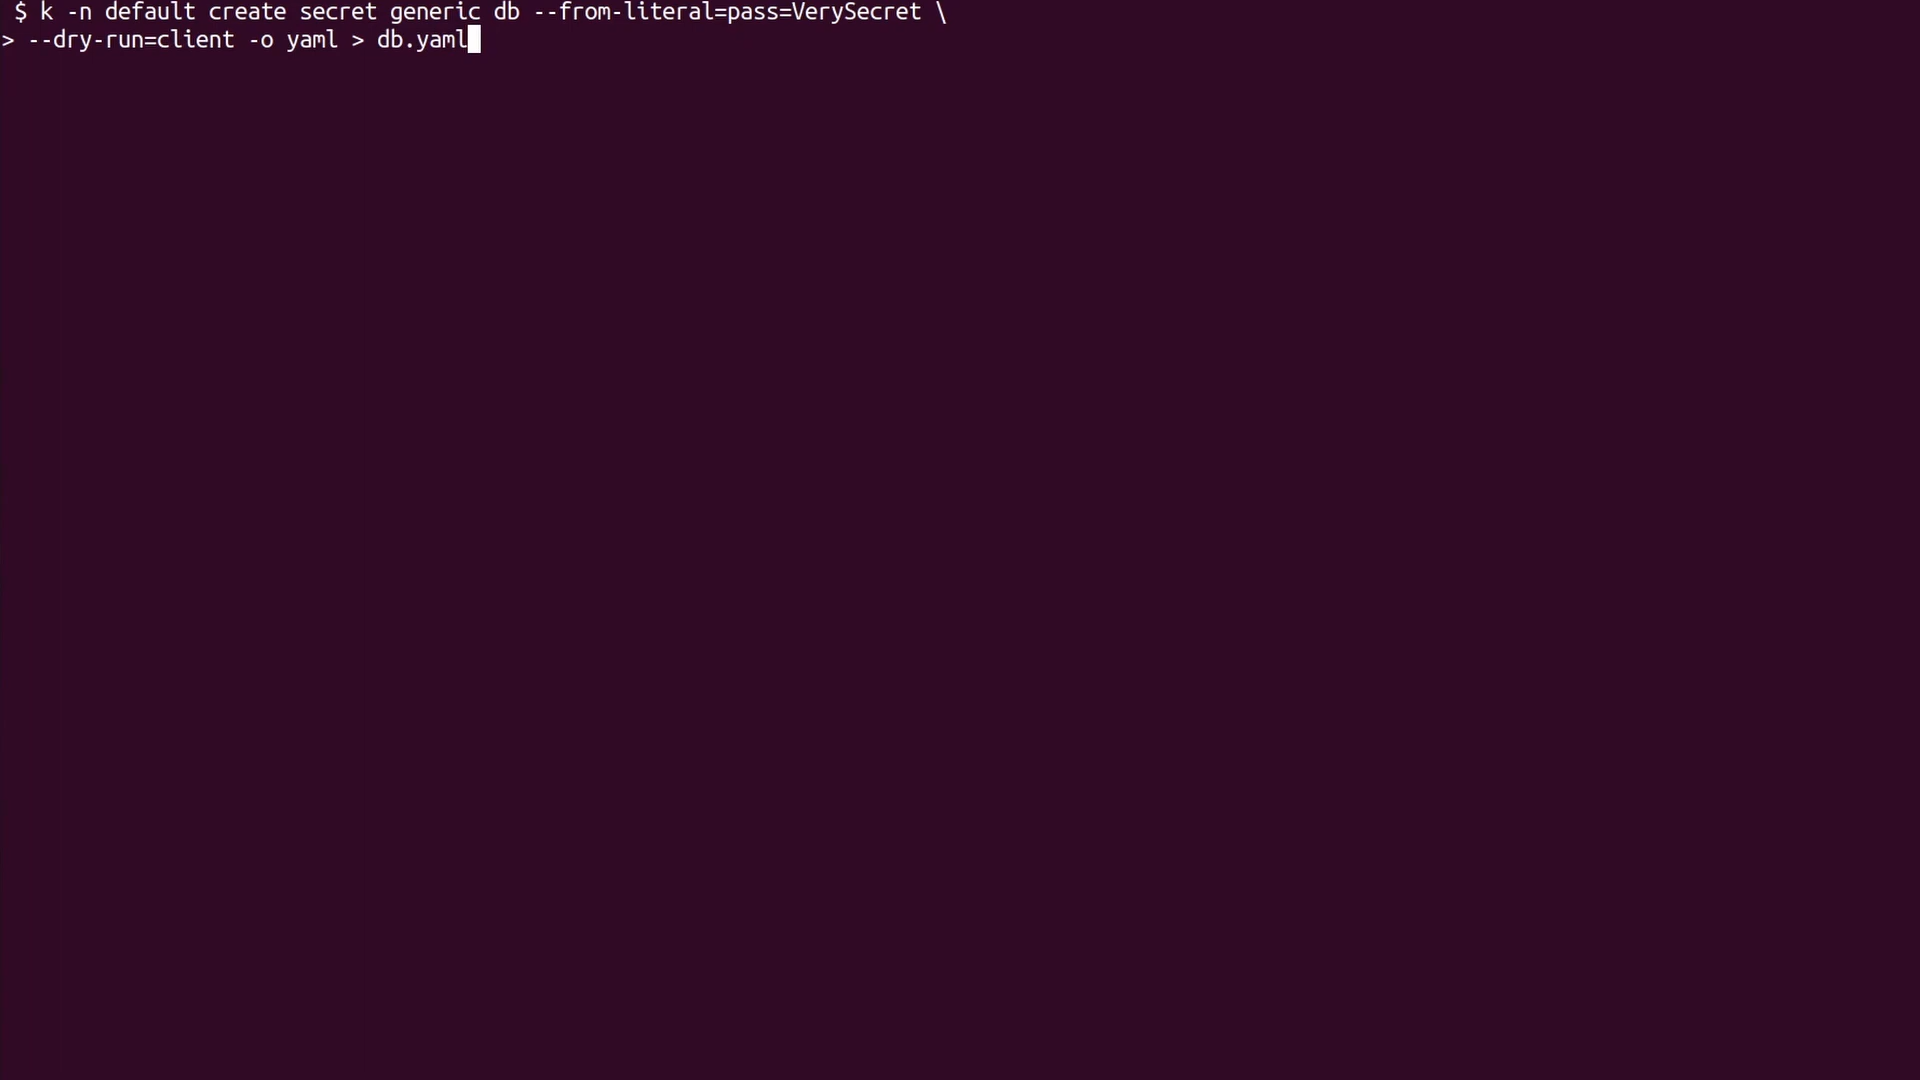 $ k -n default create secret generic db --from-literal=pass=VerySecret \
> --dry-run=client -o yaml > db.yaml